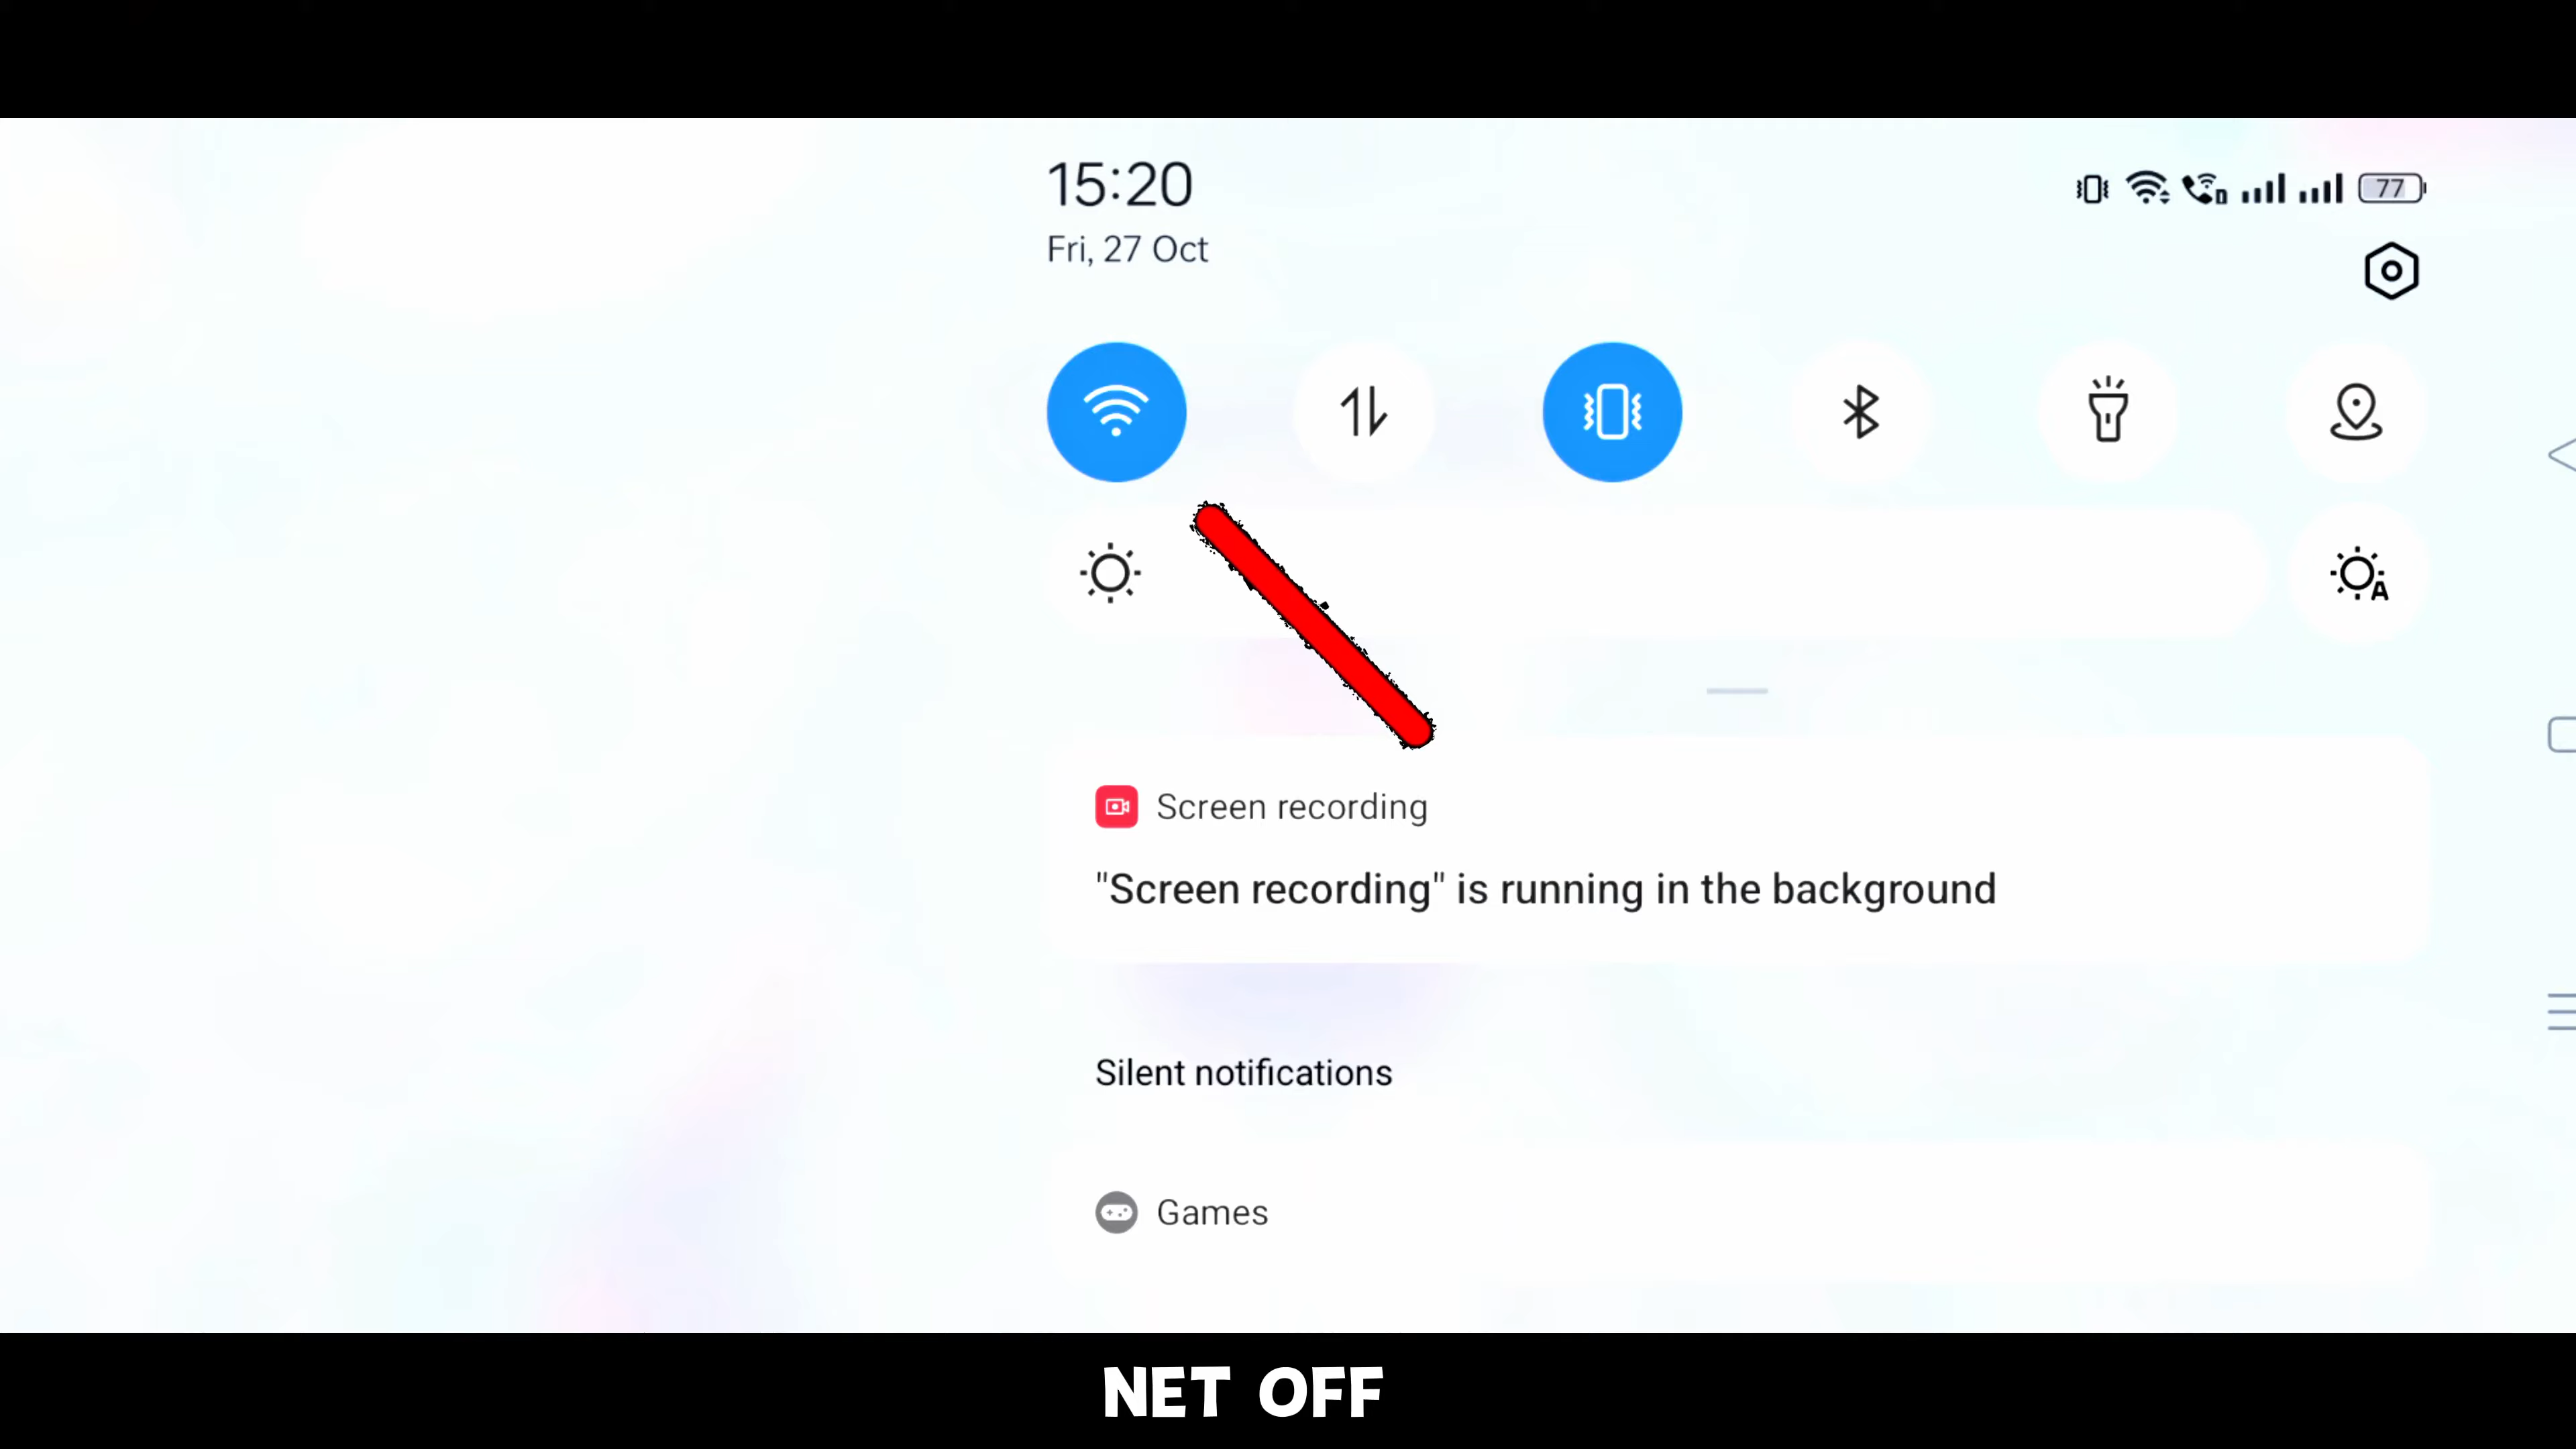 15:20
77
Fri, 27 Oct
A
Screen recording
"Screen recording" is running in the background
Silent notifications
Games
NET OFF